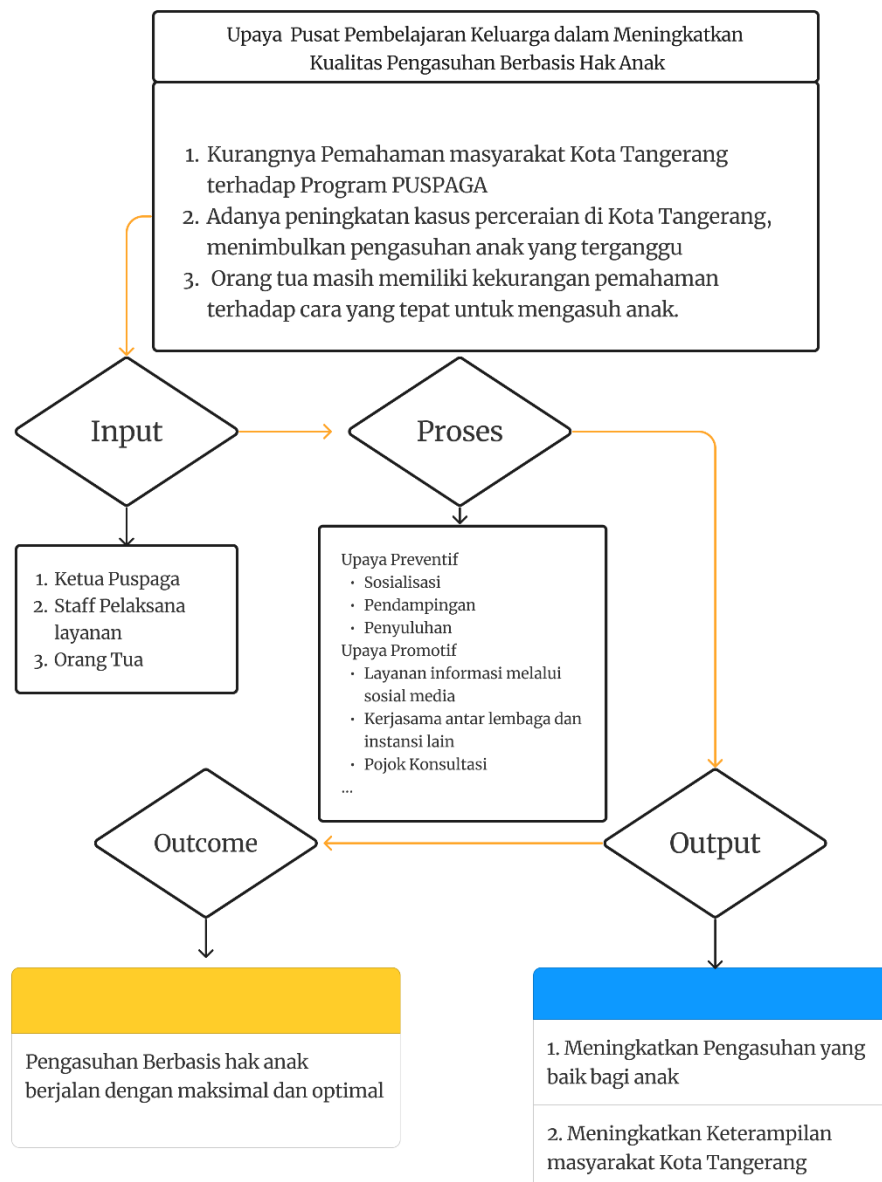 Upaya Pusat Pembelajaran Keluarga dalam Meningkatkan
Kualitas Pengasuhan Berbasis Hak Anak
1. Kurangnya Pemahaman masyarakat Kota Tangerang
terhadap Program PUSPAGA
2. Adanya peningkatan kasus perceraian di Kota Tangerang,
menimbulkan pengasuhan anak yang terganggu
3. Orang tua masih memiliki kekurangan pemahaman
terhadap cara yang tepat untuk mengasuh anak.
Input
Proses
1. Ketua Puspaga
2. Staff Pelaksana
layanan
3. Orang Tua
Upaya Preventif
• Sosialisasi
• Pendampingan
• Penyuluhan
Upaya Promotif
• Layanan informasi melalui
sosial media
• Kerjasama antar lembaga dan
instansi lain
• Pojok Konsultasi
...
Outcome
Output
Pengasuhan Berbasis hak anak
berjalan dengan maksimal dan optimal
1. Meningkatkan Pengasuhan yang
baik bagi anak
2. Meningkatkan Keterampilan
masyarakat Kota Tangerang